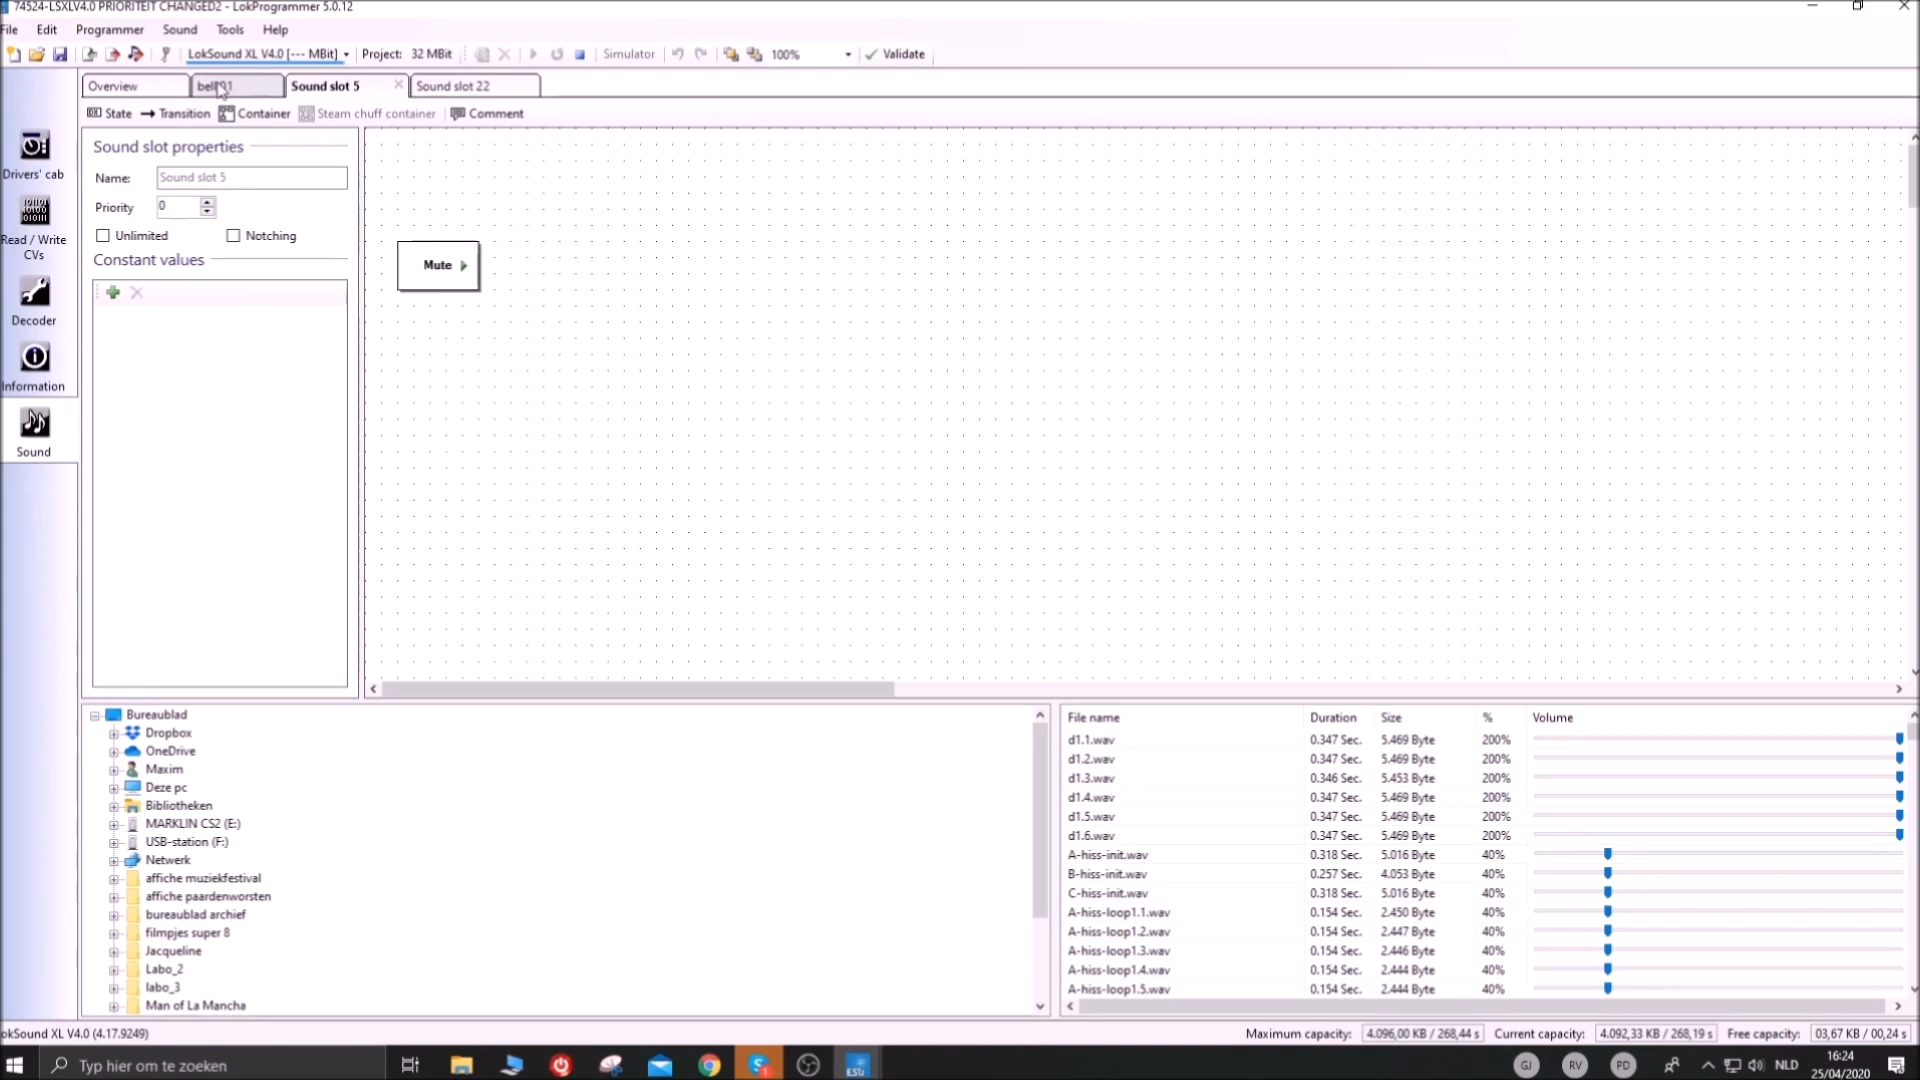 74524-LSXLV4.0 PRIORITEIT CHANGED2 - LokProgrammer 5.0.12
File Edit Programmer Sound Tools Help
LokSound XL V4.0 [--- MBit] Project: 32 MBit Simulator 100% Validate
Overview Sound slot 5 Sound slot 22
State Transition Container Steam chuff container Comment
Sound slot properties
Name: Sound slot 5
Priority 0
Unlimited Notching
Constant values
Mute
Drivers' cab
Read / Write
CVs
Decoder
Information
Sound
Bureaublad
Dropbox
OneDrive
Maxim
Deze pc
Bibliotheken
MARKLIN CS2 (E:)
USB-station (F:)
Netwerk
affiche muziekfestival
affiche paardenworsten
bureaublad archief
filmpjes super 8
Jacqueline
Labo_2
labo_3
Man of La Mancha
File name Duration Size % Volume
d1.1.wav 0.347 Sec. 5.469 Byte 200%
d1.2.wav 0.347 Sec. 5.469 Byte 200%
d1.3.wav 0.346 Sec. 5.453 Byte 200%
d1.4.wav 0.347 Sec. 5.469 Byte 200%
d1.5.wav 0.347 Sec. 5.469 Byte 200%
d1.6.wav 0.347 Sec. 5.469 Byte 200%
A-hiss-init.wav 0.318 Sec. 5.016 Byte 40%
B-hiss-init.wav 0.257 Sec. 4.053 Byte 40%
C-hiss-init.wav 0.318 Sec. 5.016 Byte 40%
A-hiss-loop1.1.wav 0.154 Sec. 2.450 Byte 40%
A-hiss-loop1.2.wav 0.154 Sec. 2.447 Byte 40%
A-hiss-loop1.3.wav 0.154 Sec. 2.446 Byte 40%
A-hiss-loop1.4.wav 0.154 Sec. 2.444 Byte 40%
A-hiss-loop1.5.wav 0.154 Sec. 2.444 Byte 40%
okSound XL V4.0 (4.17.9249) Maximum capacity: 4.096,00 KB / 268,44 s Current capacity: 4.092,33 KB / 268,19 s Free capacity: 03,67 KB / 00,24 s
Typ hier om te zoeken ESU GJ RV PD NLD 16:24
25/04/2020